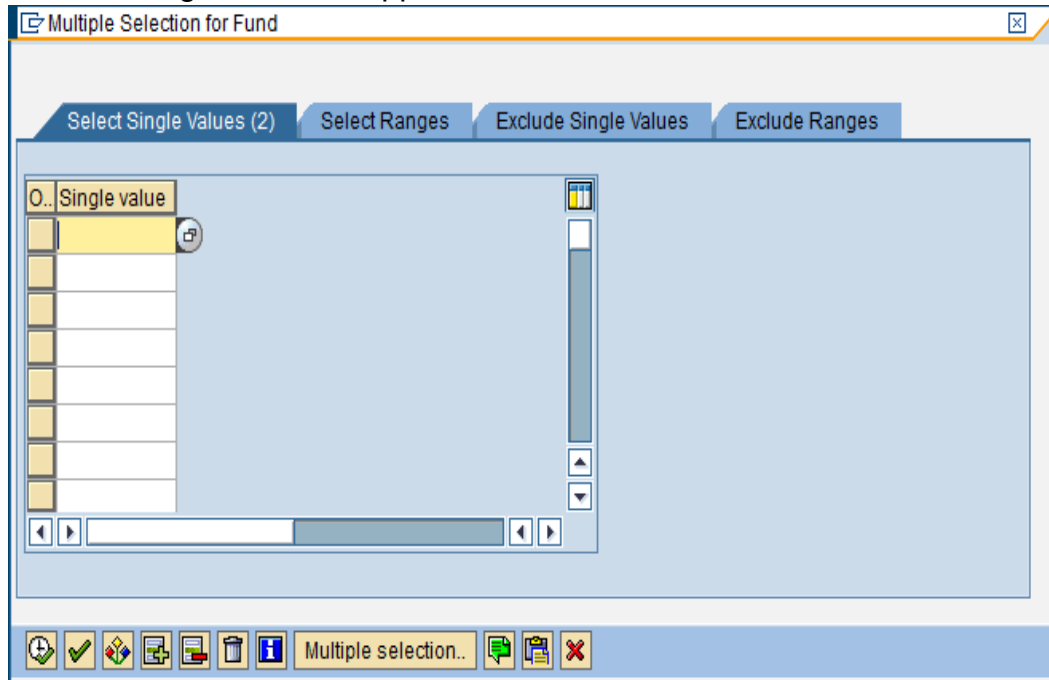 Multiple Selection for Fund
Select Single Values (2) Select Ranges Exclude Single Values Exclude Ranges
O.. Single value
Multiple selection..